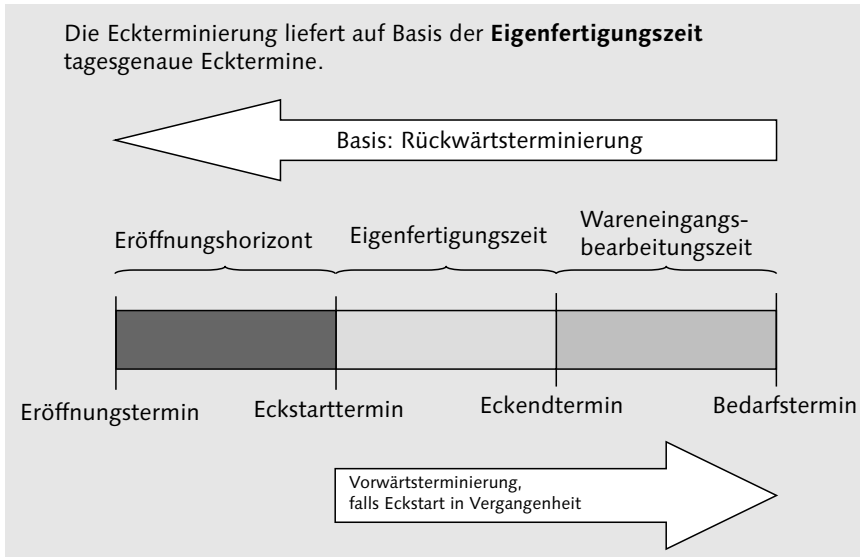 Die Eckterminierung liefert auf Basis der Eigenfertigungszeit
tagesgenaue Ecktermine.
Basis: Rückwärtsterminierung
Eröffnungshorizont
Eigenfertigungszeit
Wareneingangs-
bearbeitungszeit
Eröffnungstermin
Eckstarttermin
Eckendtermin
Bedarfstermin
Vorwärtsterminierung,
falls Eckstart in Vergangenheit